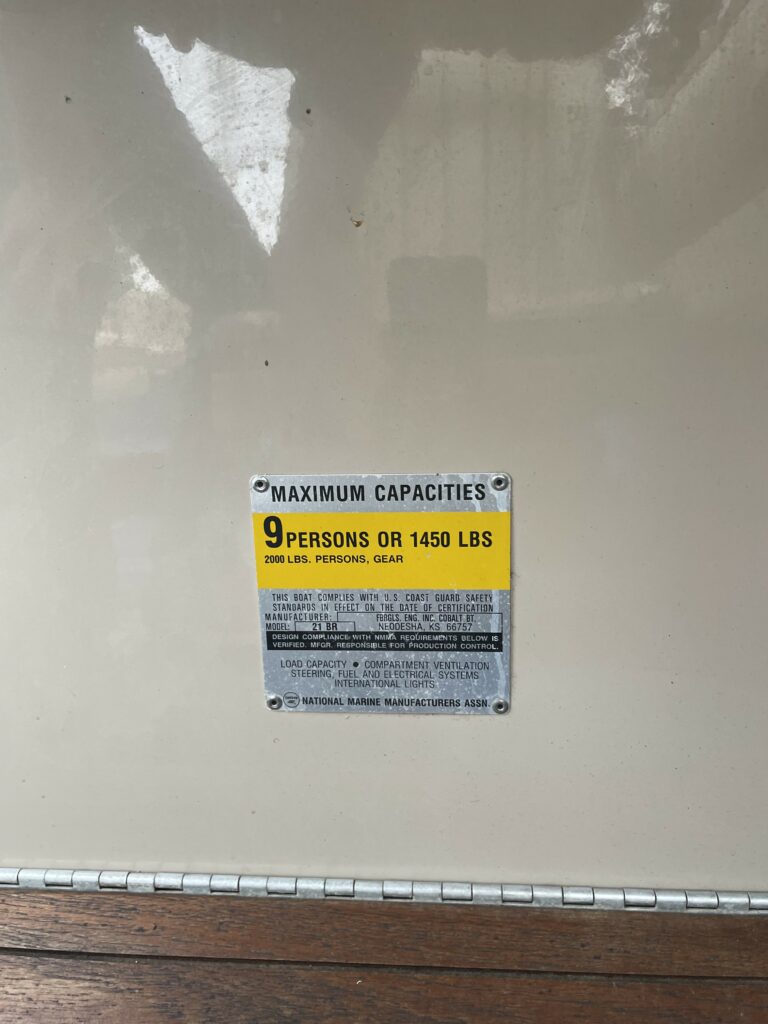 MAXIMUM CAPACITIES
9 PERSONS OR 1450 LBS
2000 LBS. PERSONS, GEAR
THIS BOAT COMPLIES WITH U.S. COAST GUARD SAFETY
STANDARDS IN EFFECT ON THE DATE OF CERTIFICATION
MANUFACTURER: FBRGLS. ENG. INC. COBALT BT.
MODEL: 21 BR NEODESHA, KS 66757
DESIGN COMPLIANCE WITH NMMA REQUIREMENTS BELOW IS
VERIFIED. MFGR. RESPONSIBLE FOR PRODUCTION CONTROL.
LOAD CAPACITY • COMPARTMENT VENTILATION
STEERING, FUEL AND ELECTRICAL SYSTEMS
INTERNATIONAL LIGHTS
NATIONAL MARINE MANUFACTURERS ASSN.